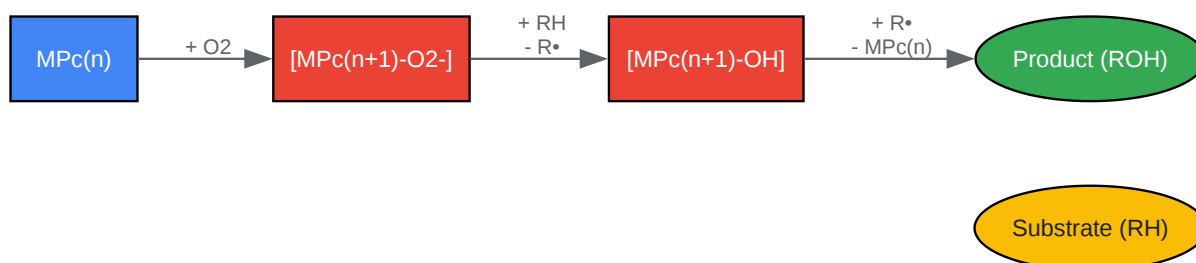 MPc(n)
+ O2
[MPc(n+1)-O2-]
+ RH
- R•
[MPc(n+1)-OH]
+ R•
- MPc(n)
Product (ROH)
Substrate (RH)